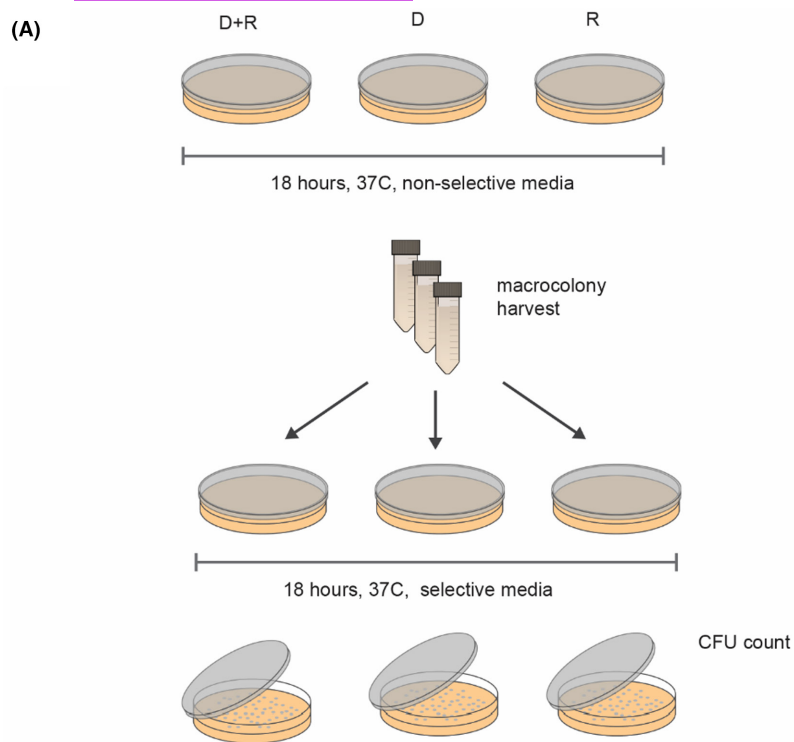 (A)
D+R
D
R
18 hours, 37C, non-selective media
macrocolony
harvest
18 hours, 37C, selective media
CFU count